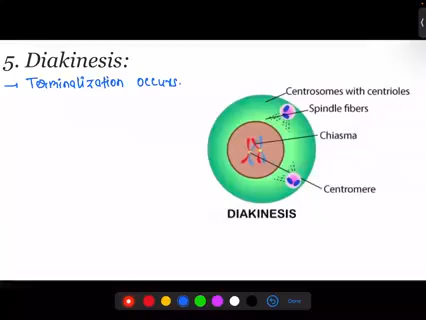 5. Diakinesis:
→ Terminalization occurs.
Centrosomes with centrioles
Spindle fibers
Chiasma
Centromere
DIAKINESIS
Done